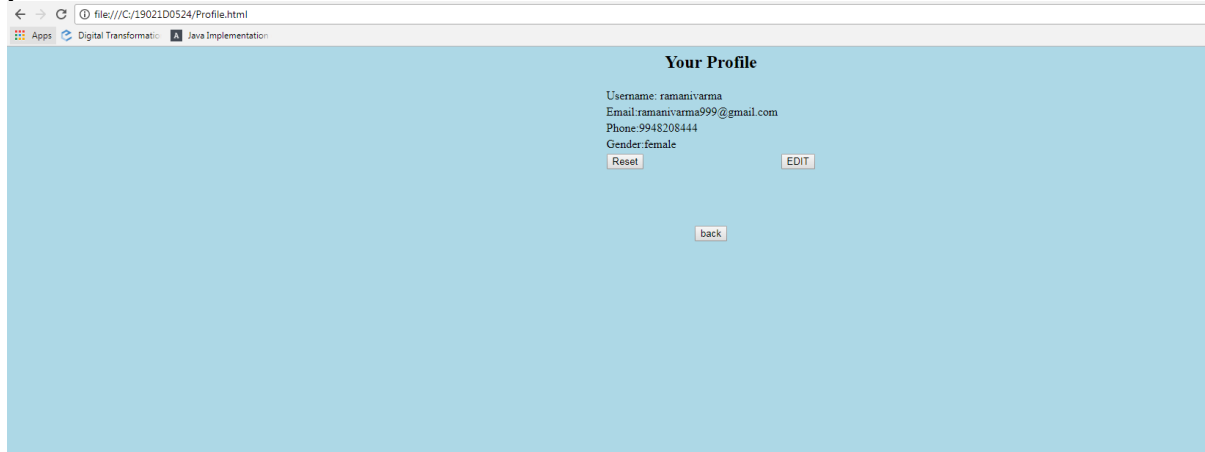 file:///C:/19021D0524/Profile.html
Apps Digital Transformatio A Java Implementation
Your Profile
Username: ramanivarma
Email:ramanivarma999@gmail.com
Phone:9948208444
Gender:female
Reset EDIT
back